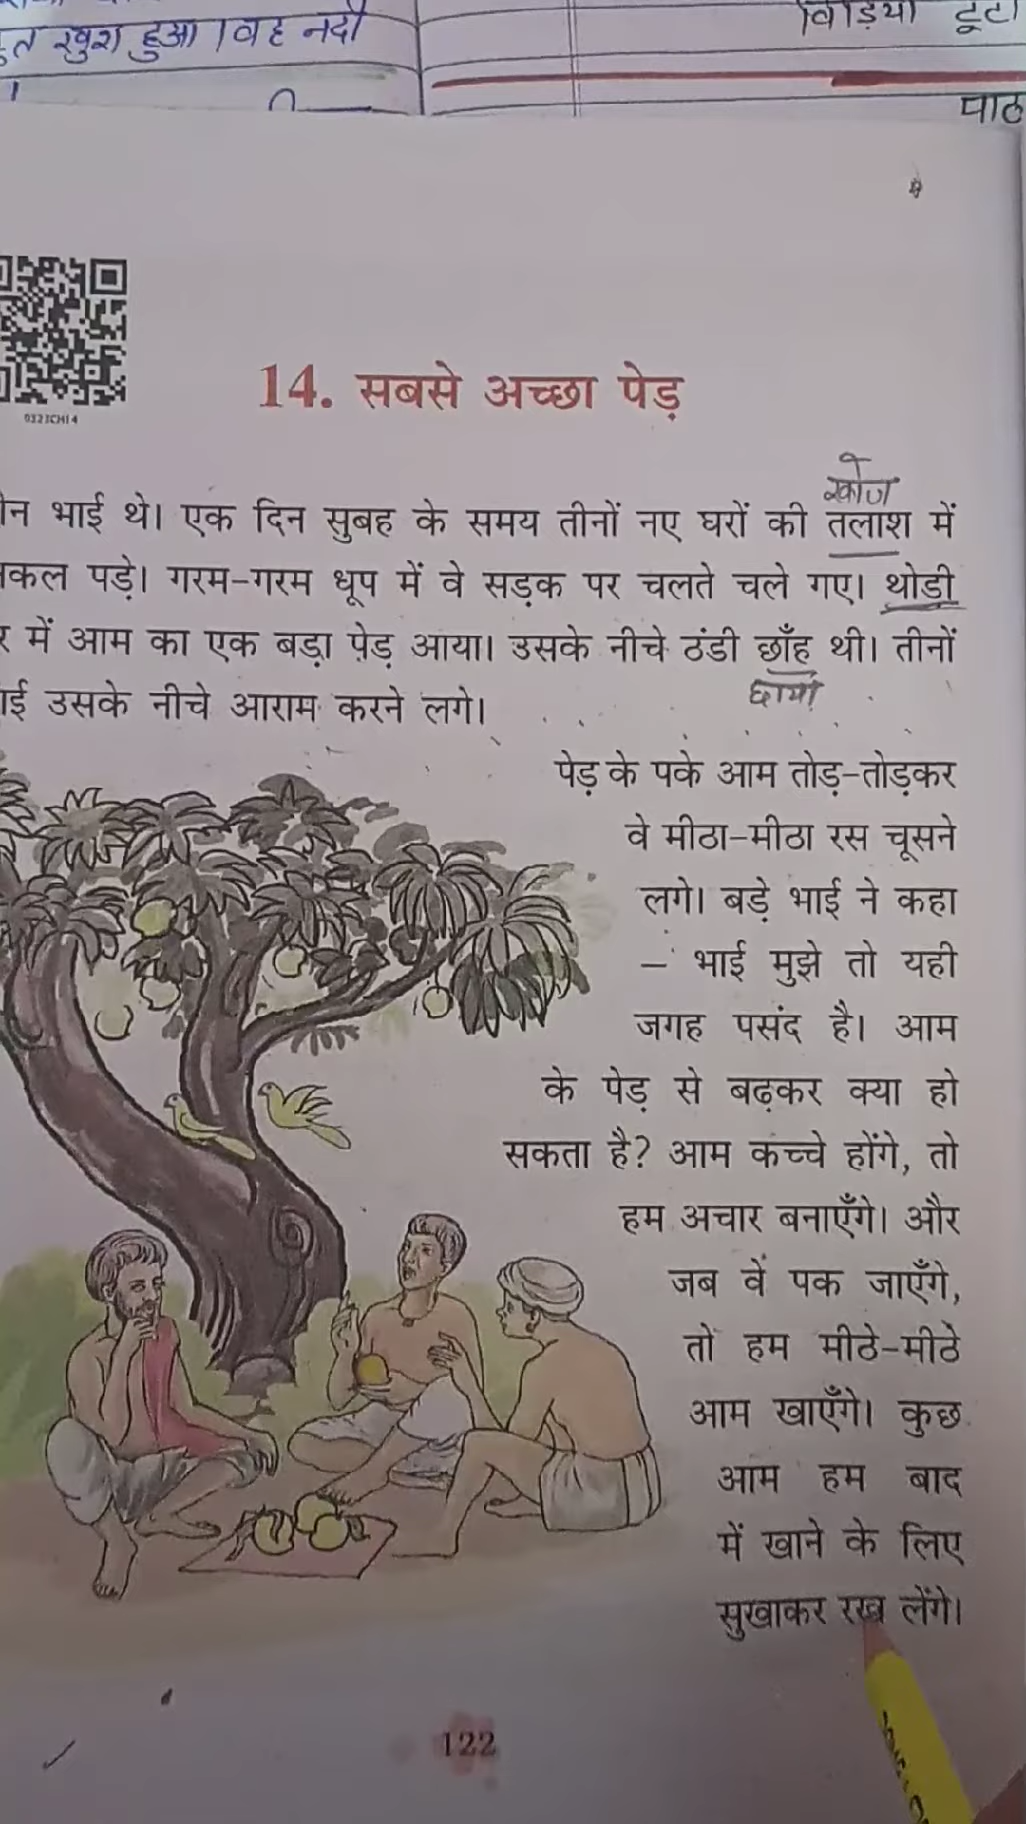 खुश हुआ । वह नदी
पाठ
0323CH14
14. सबसे अच्छा पेड़
खोज
भाई थे। एक दिन सुबह के समय तीनों नए घरों की तलाश में
पड़े। गरम-गरम धूप में वे सड़क पर चलते चले गए। थोडी
में आम का एक बड़ा पेड़ आया। उसके नीचे ठंडी छाँह थी। तीनों
छाया
उसके नीचे आराम करने लगे।
पेड़ के पके आम तोड़-तोड़कर
वे मीठा-मीठा रस चूसने
लगे। बड़े भाई ने कहा
– भाई मुझे तो यही
जगह पसंद है। आम
के पेड़ से बढ़कर क्या हो
सकता है? आम कच्चे होंगे, तो
हम अचार बनाएँगे। और
जब वे पक जाएँगे,
तो हम मीठे-मीठे
आम खाएँगे। कुछ
आम हम बाद
में खाने के लिए
सुखाकर रख लेंगे।
122